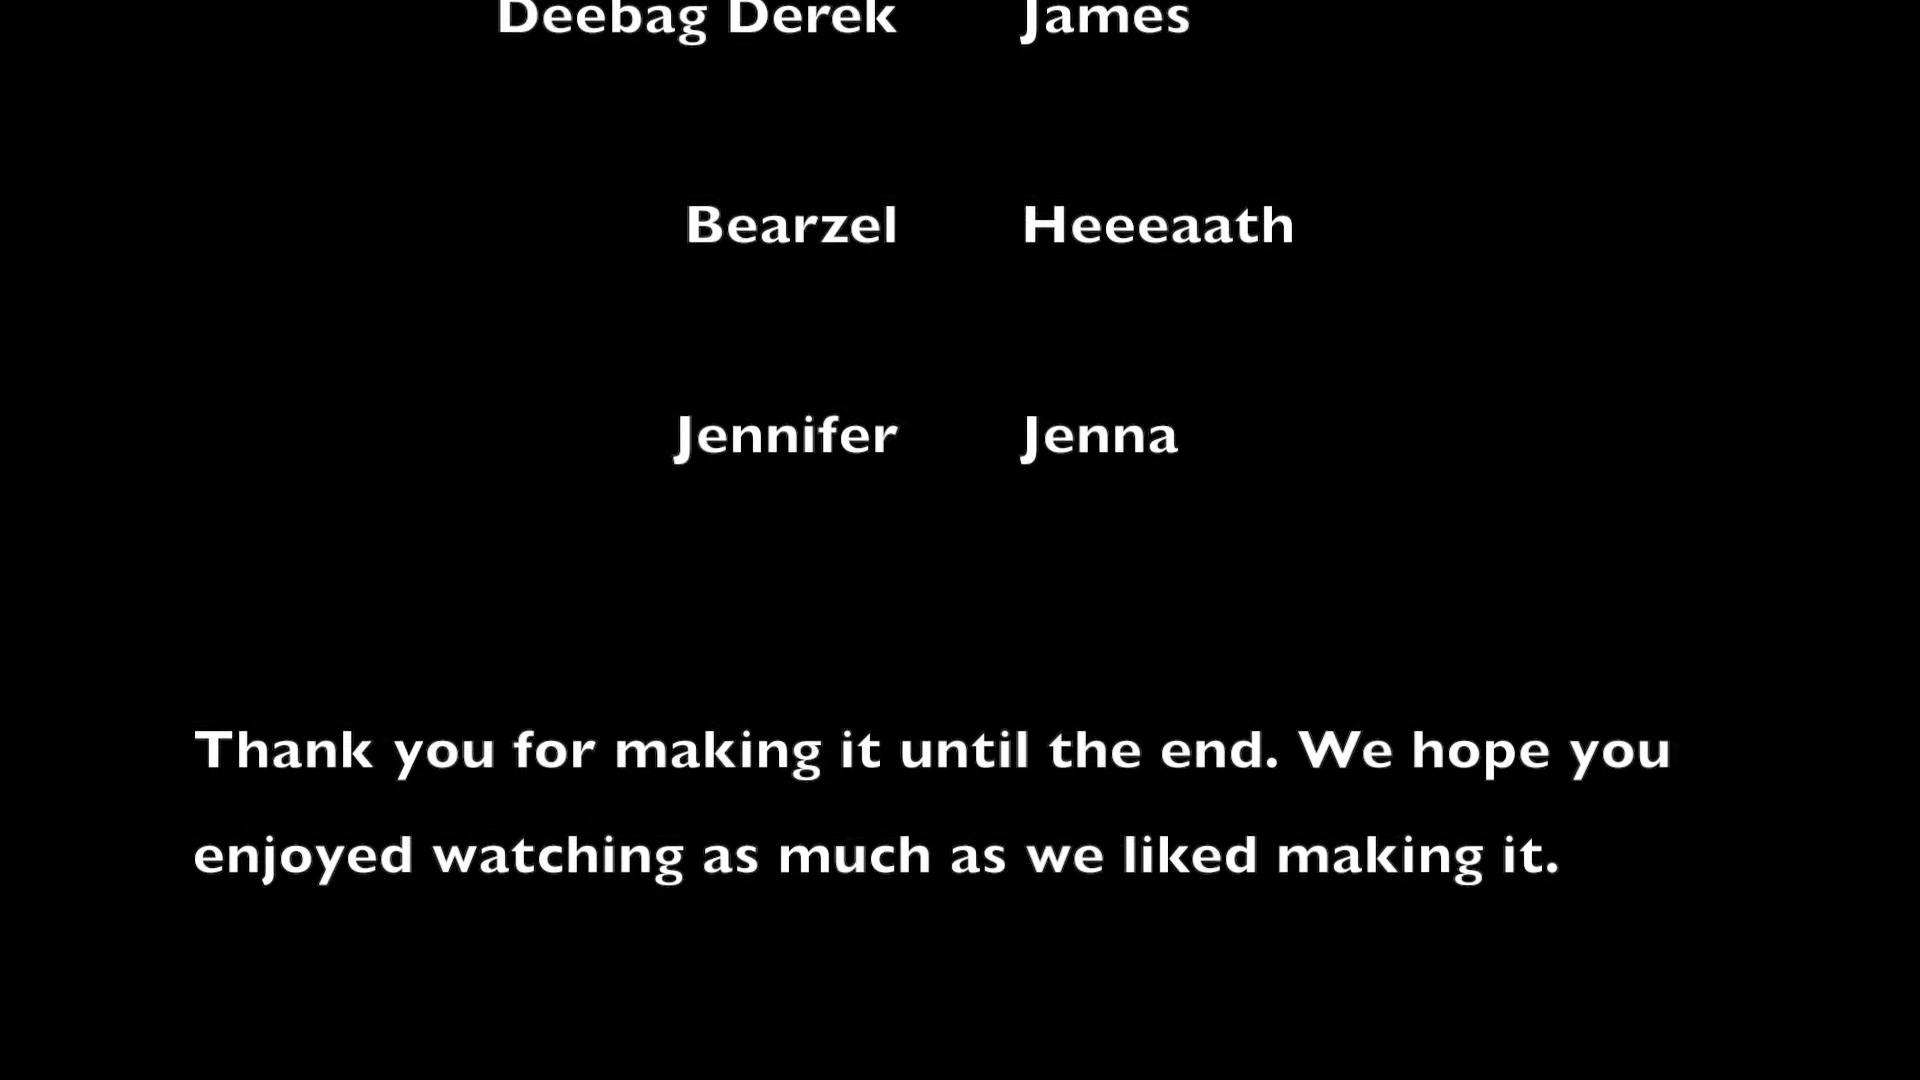 Deebag Derek James
Bearzel Heeeaath
Jennifer Jenna
Thank you for making it until the end. We hope you
enjoyed watching as much as we liked making it.